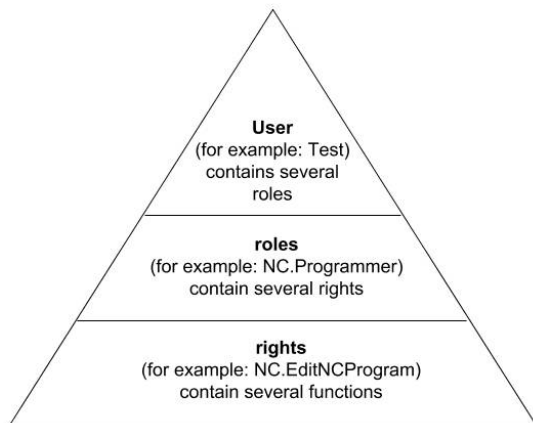 User
(for example: Test)
contains several
roles
roles
(for example: NC.Programmer)
contain several rights
rights
(for example: NC.EditNCProgram)
contain several functions